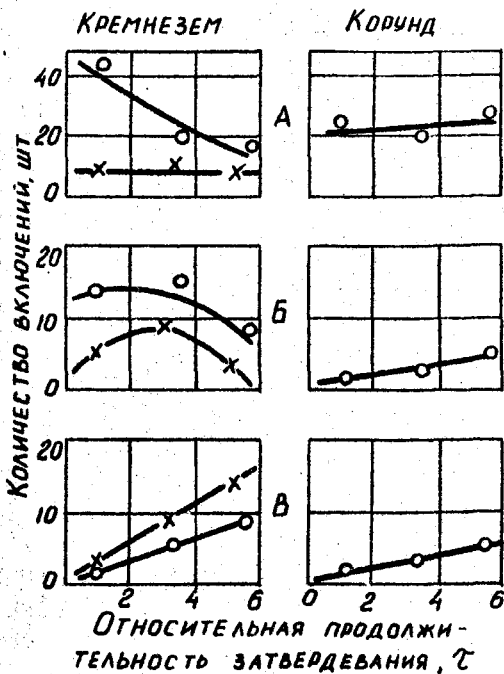 КРЕМНЕЗЕМ КОРУНД
КОЛИЧЕСТВО ВКЛЮЧЕНИЙ, ШТ
40
20
0
А
20
10
0
Б
20
10
0
В
2 4 6 0 2 4 6
ОТНОСИТЕЛЬНАЯ ПРОДОЛЖИ-
ТЕЛЬНОСТЬ ЗАТВЕРДЕВАНИЯ, τ